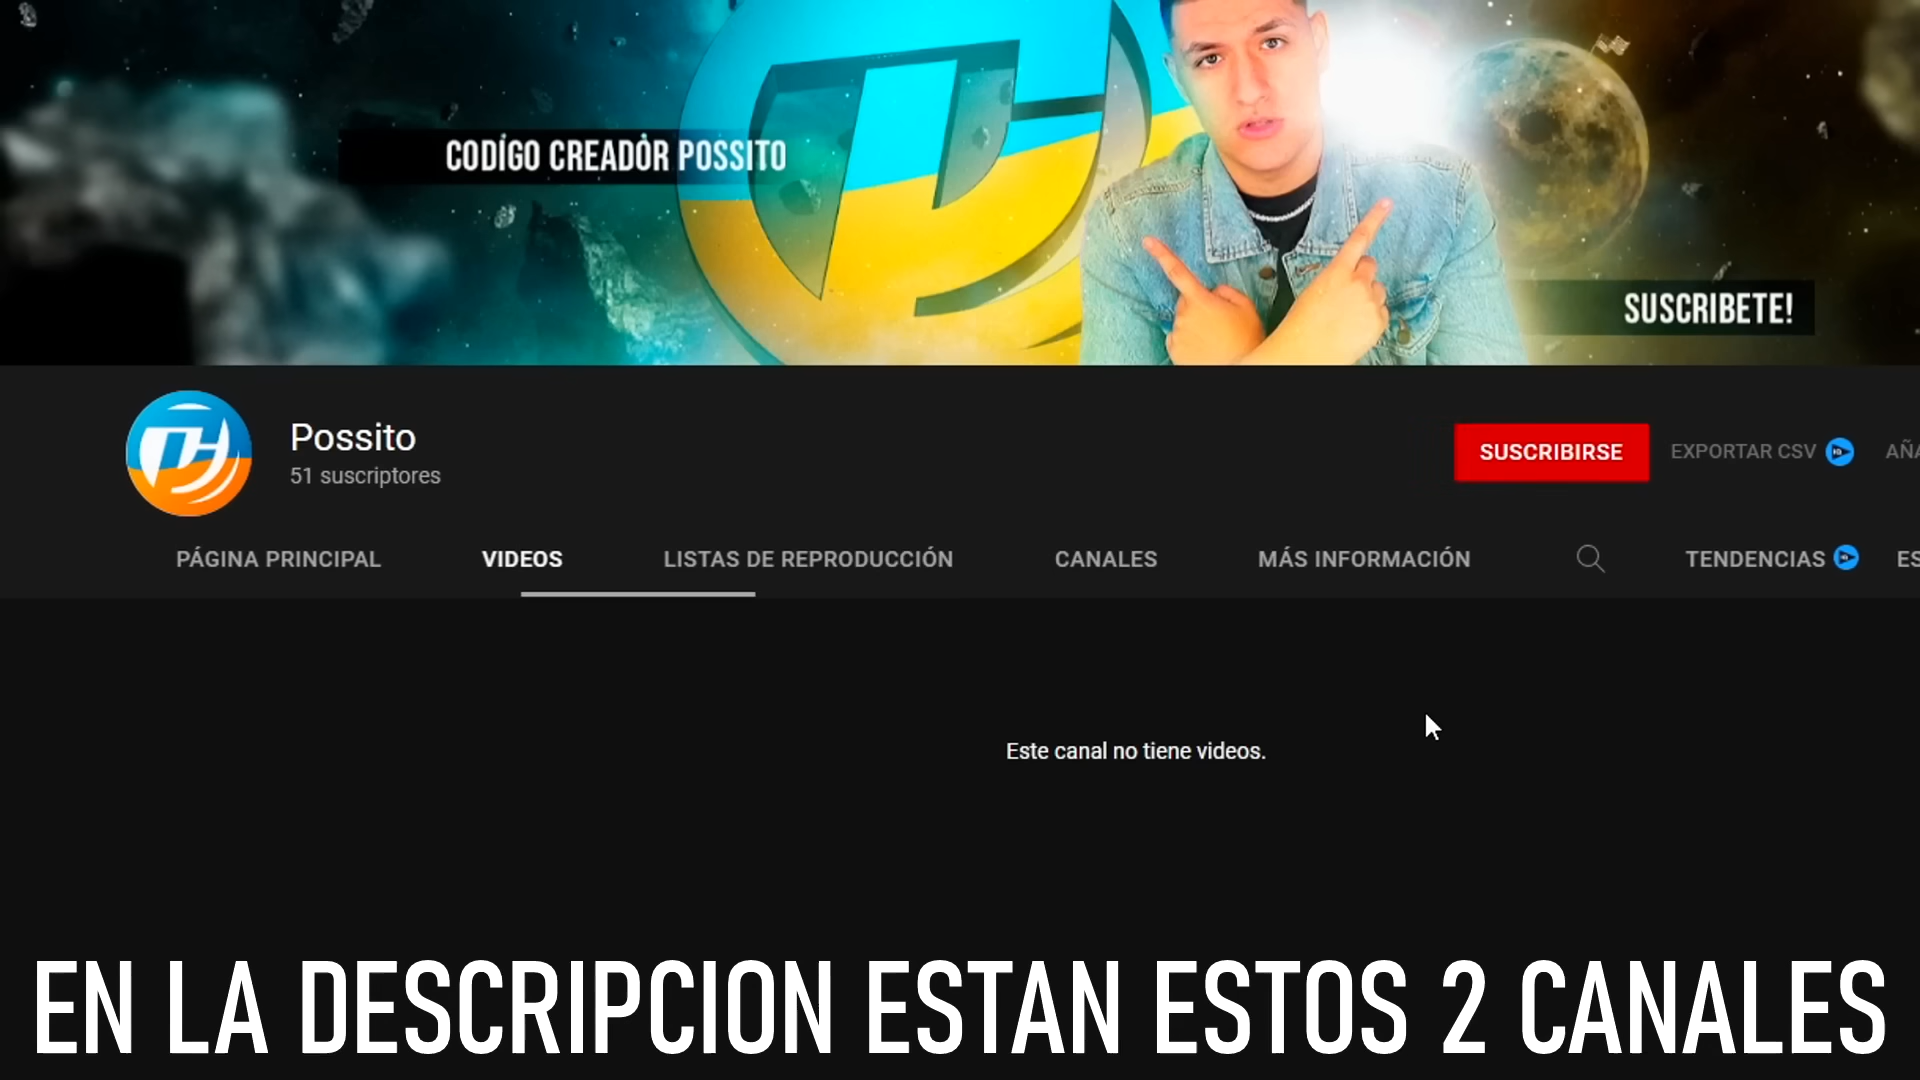 CODÍGO CREADÒR POSSITO
SUSCRIBETE!
Possito
51 suscriptores
SUSCRIBIRSE
EXPORTAR CSV
PÁGINA PRINCIPAL
VIDEOS
LISTAS DE REPRODUCCIÓN
CANALES
MÁS INFORMACIÓN
TENDENCIAS
Este canal no tiene videos.
EN LA DESCRIPCION ESTAN ESTOS 2 CANALES